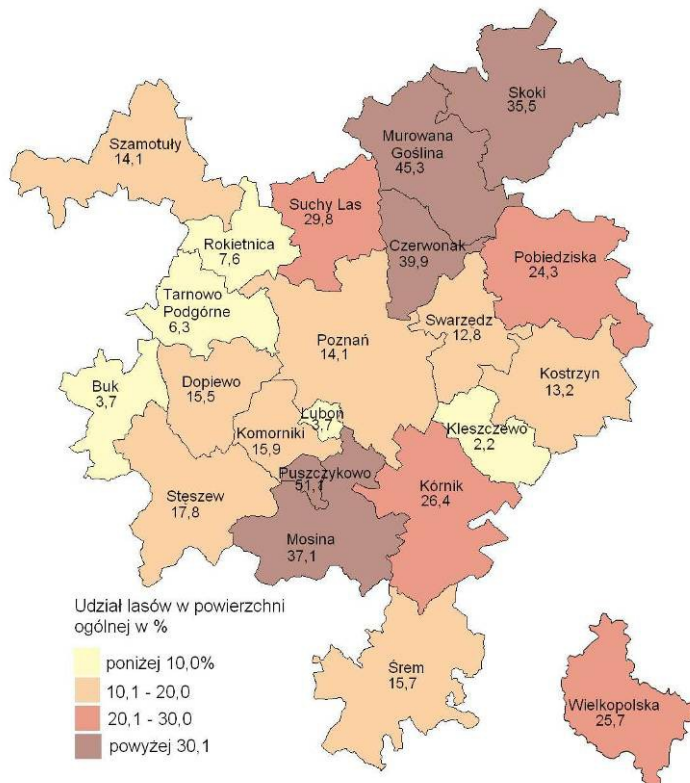 Skoki
35,5
Szamotuły
14,1
Murowana
Goślina
45,3
Suchy Las
29,8
Rokietnica
7,6
Czerwonak
39,9
Pobiedziska
24,3
Tarnowo
Podgórne
6,3
Swarzędz
12,8
Poznań
14,1
Buk
3,7
Dopiewo
15,5
Kostrzyn
13,2
Luboń
3,7
Komorniki
15,9
Kleszczewo
2,2
Puszczykowo
51,1
Kórnik
26,4
Stęszew
17,8
Mosina
37,1
Udział lasów w powierzchni
ogólnej w %
poniżej 10,0%
10,1 - 20,0
20,1 - 30,0
powyżej 30,1
Śrem
15,7
Wielkopolska
25,7